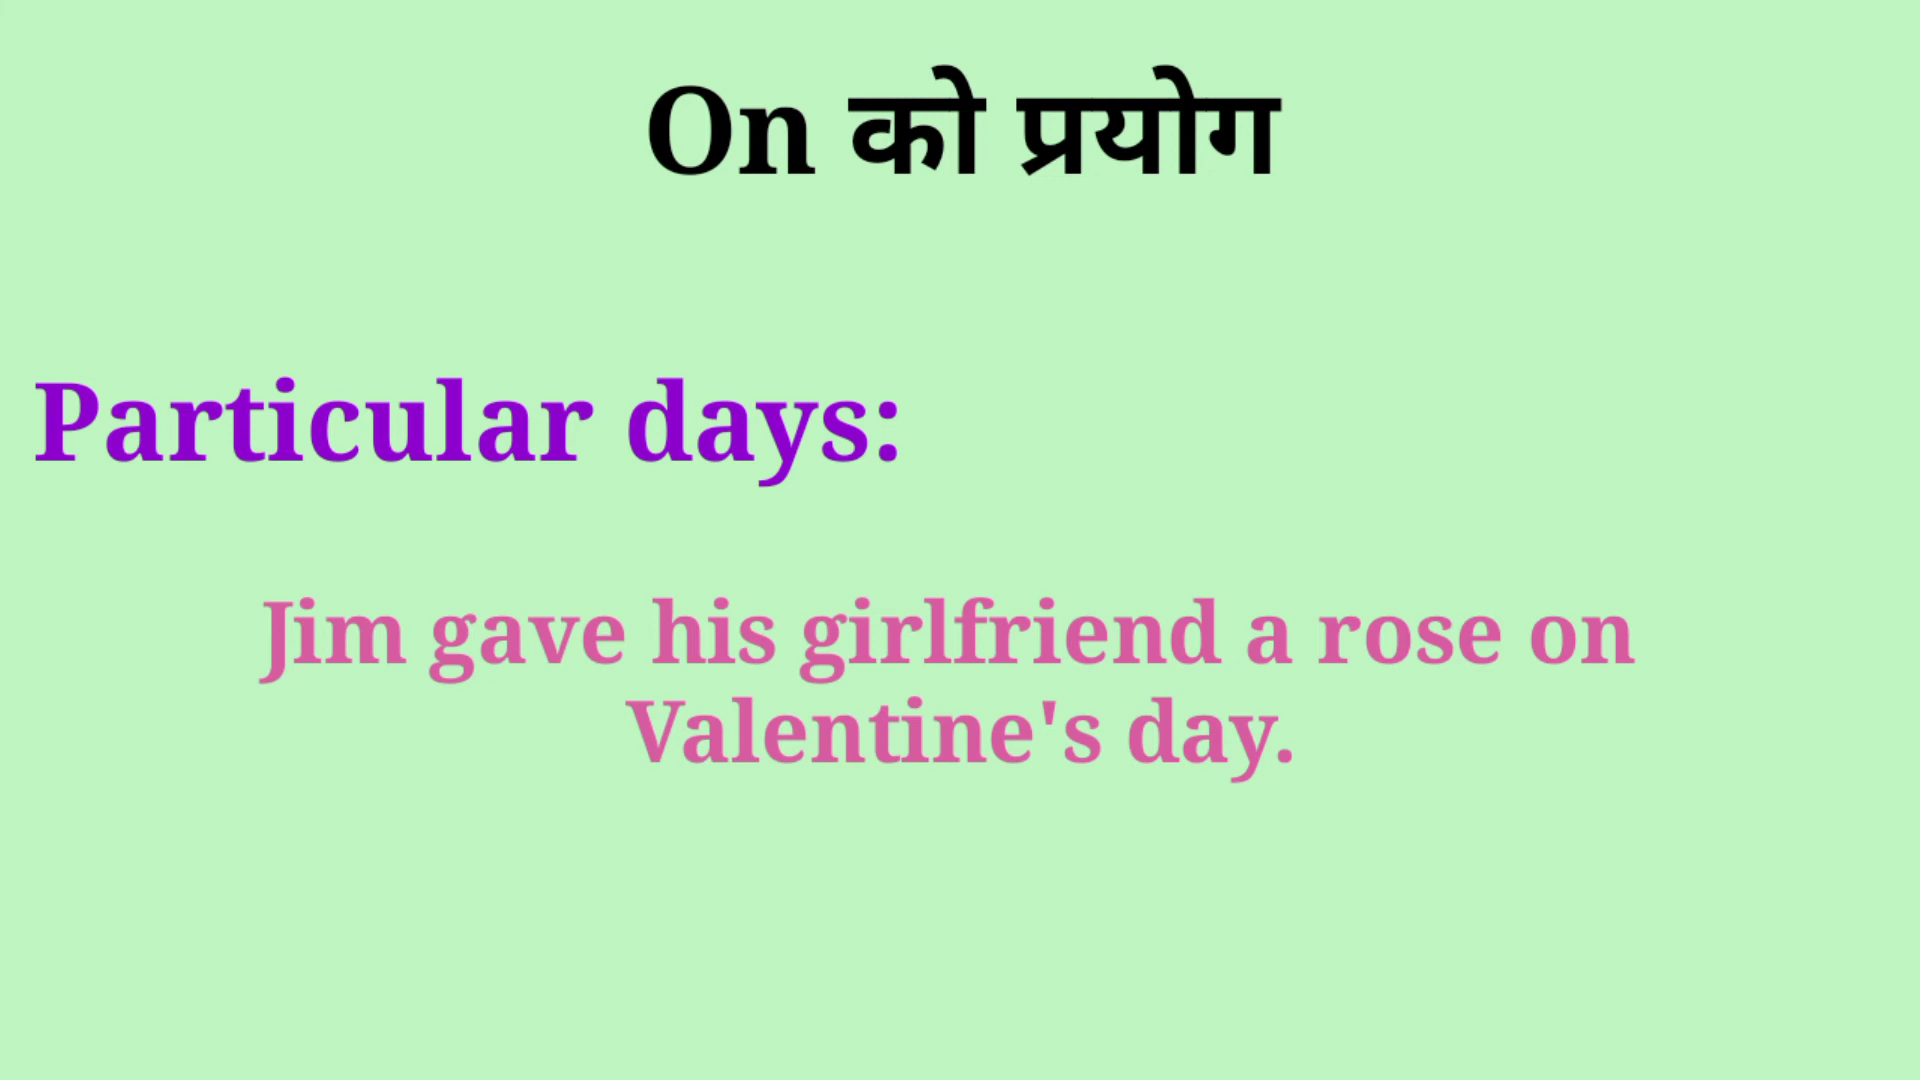 On को प्रयोग
Particular days:
Jim gave his girlfriend a rose on
Valentine's day.